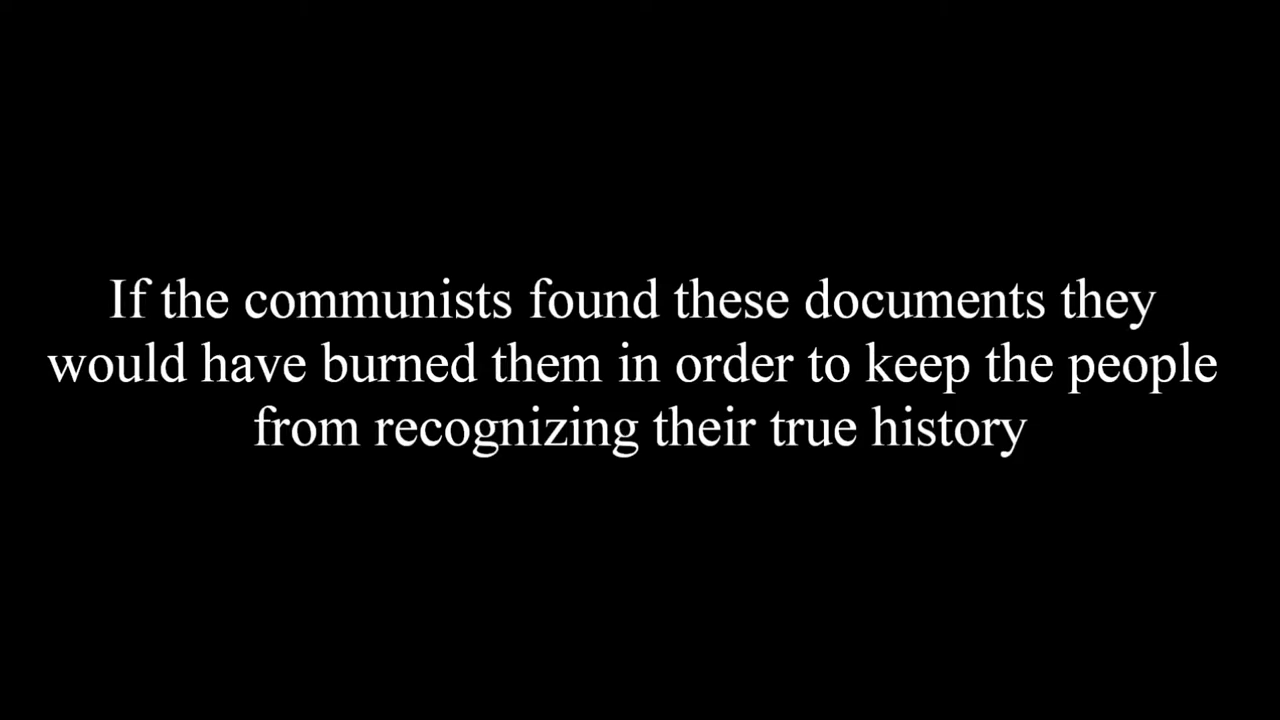 If the communists found these documents they
would have burned them in order to keep the people
from recognizing their true history